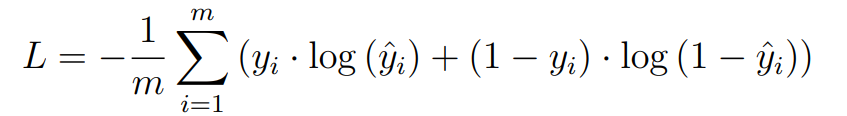 L = -\frac{1}{m} \sum_{i=1}^{m} (y_i \cdot \log(\hat{y}_i) + (1 - y_i) \cdot \log(1 - \hat{y}_i))